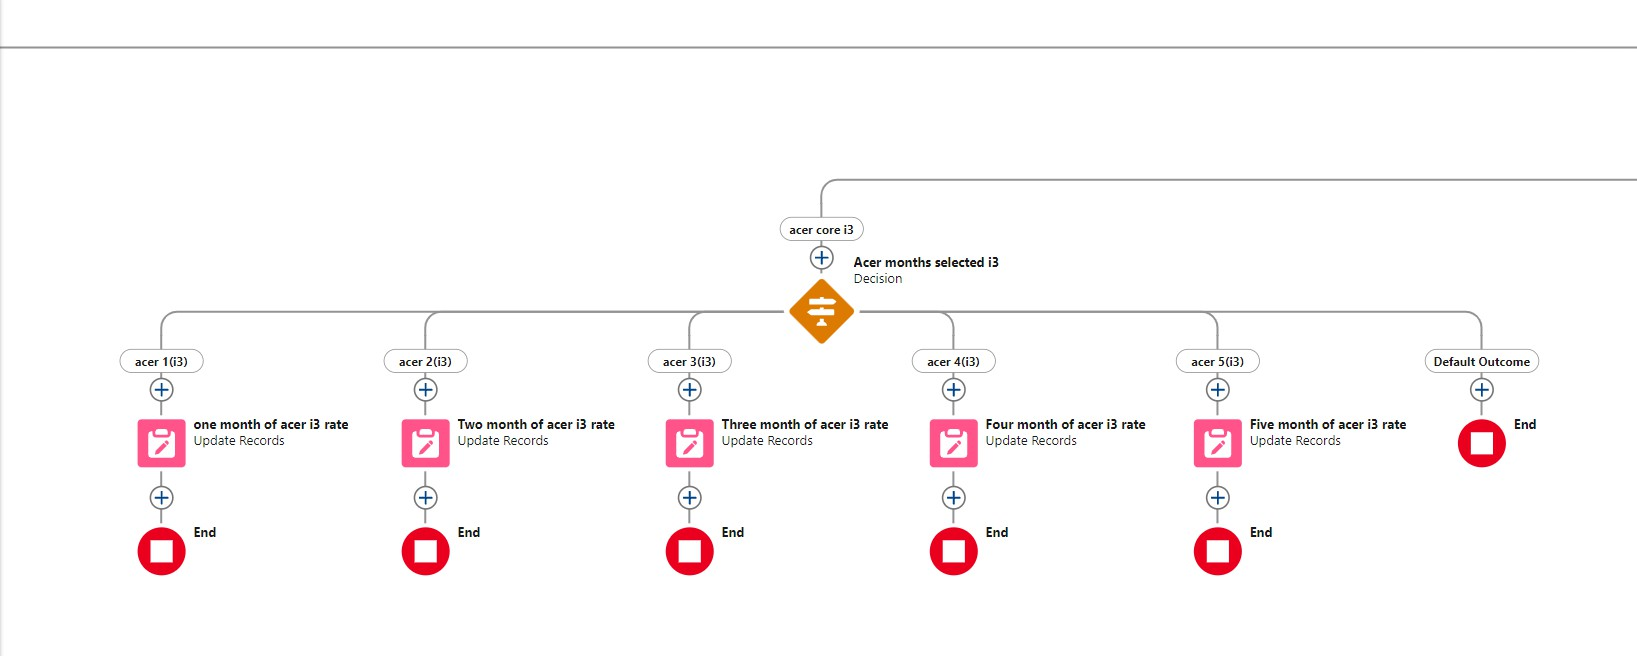 acer core i3
Acer months selected i3
Decision
acer 1(i3)
acer 2(i3)
acer 3(i3)
acer 4(i3)
acer 5(i3)
Default Outcome
one month of acer i3 rate
Update Records
Two month of acer i3 rate
Update Records
Three month of acer i3 rate
Update Records
Four month of acer i3 rate
Update Records
Five month of acer i3 rate
Update Records
End
End
End
End
End
End